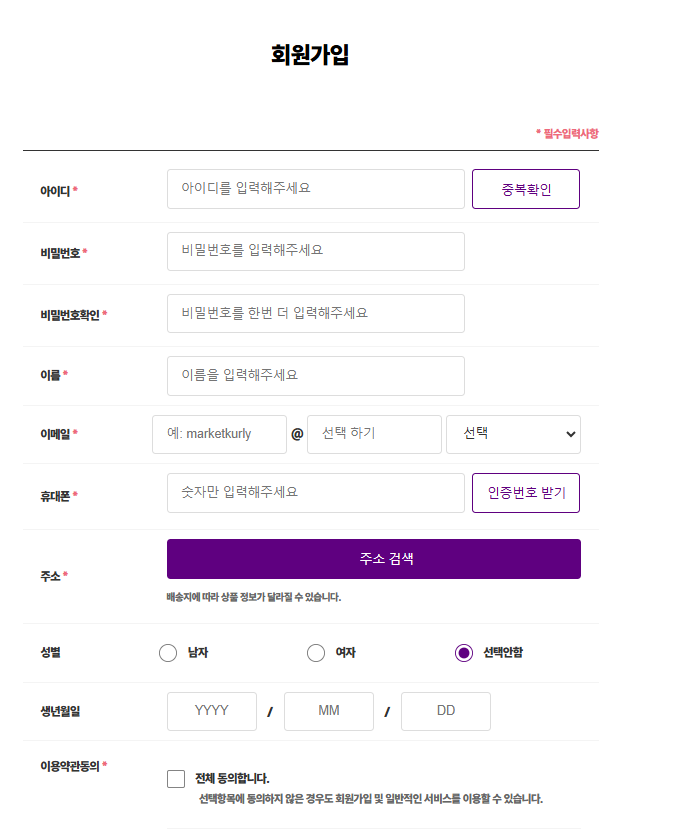 회원가입
* 필수입력사항
아이디 * 아이디를 입력해주세요 중복확인
비밀번호 * 비밀번호를 입력해주세요
비밀번호확인 * 비밀번호를 한번 더 입력해주세요
이름 * 이름을 입력해주세요
이메일 * 예: marketkurly @ 선택 하기 선택
휴대폰 * 숫자만 입력해주세요 인증번호 받기
주소 * 주소 검색
배송지에 따라 상품 정보가 달라질 수 있습니다.
성별 남자 여자 선택안함
생년월일 YYYY / MM / DD
이용약관동의 *
전체 동의합니다.
선택항목에 동의하지 않은 경우도 회원가입 및 일반적인 서비스를 이용할 수 있습니다.